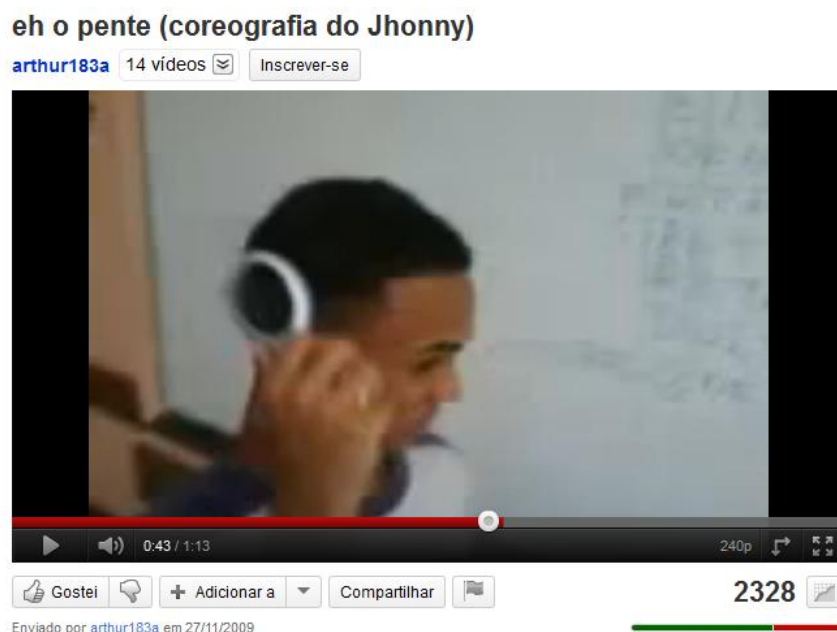 eh o pente (coreografia do Jhonny)
arthur183a 14 vídeos Inscrever-se
0:43 / 1:13 240p
Gostei Adicionar a Compartilhar 2328
Enviado por arthur183a em 27/11/2009